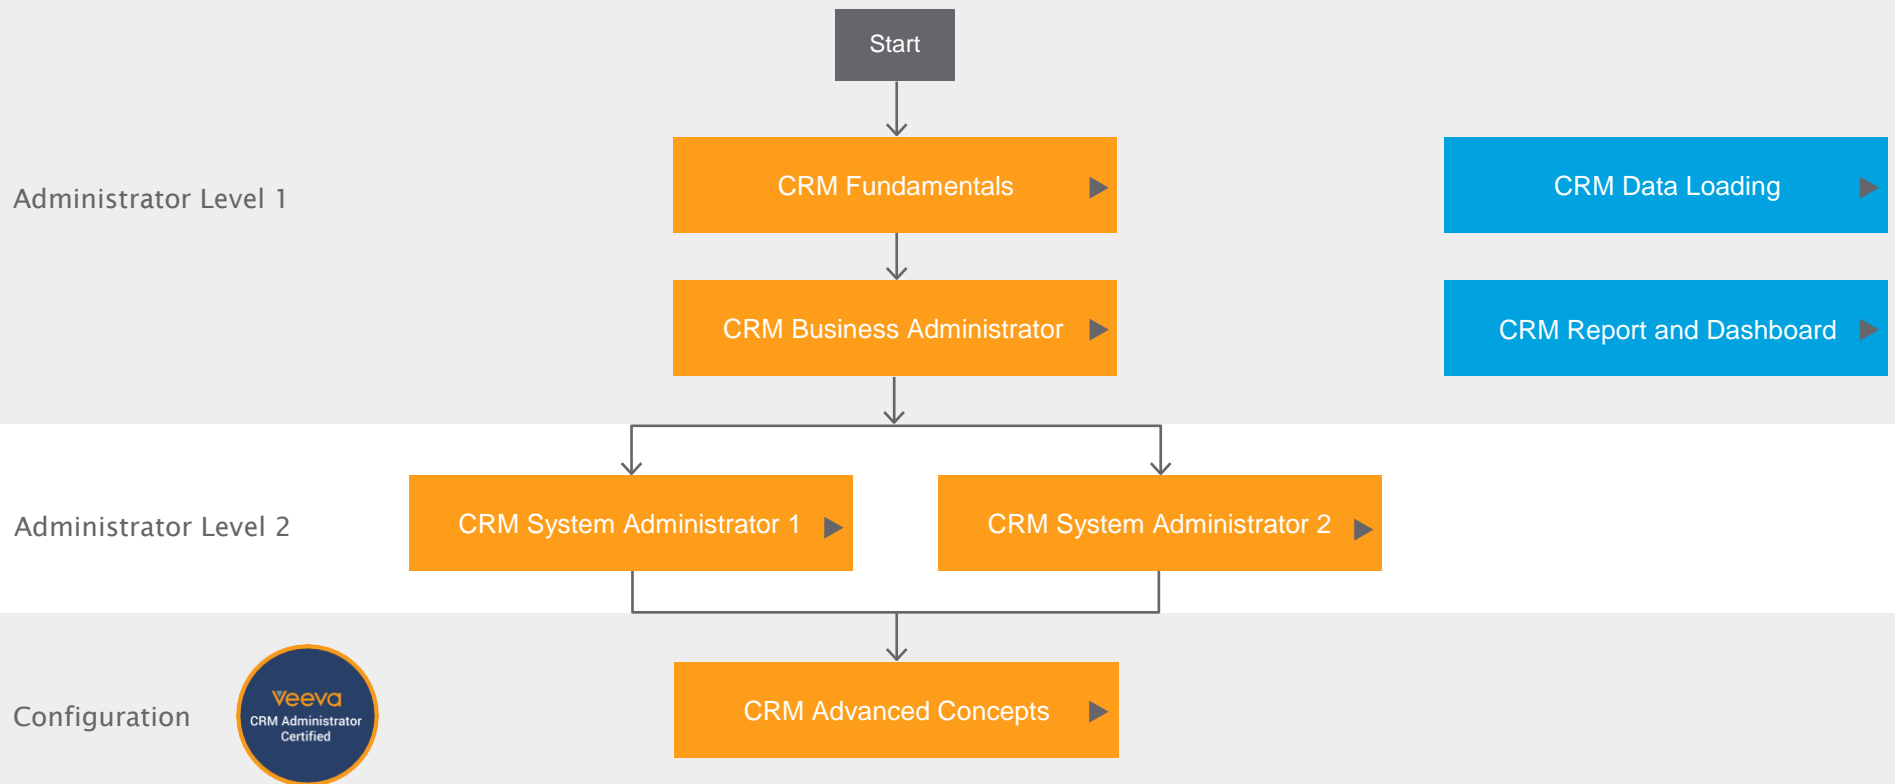 Start
Administrator Level 1
CRM Fundamentals
CRM Data Loading
CRM Business Administrator
CRM Report and Dashboard
Administrator Level 2
CRM System Administrator 1
CRM System Administrator 2
Configuration
Veeva
CRM Administrator
Certified
CRM Advanced Concepts